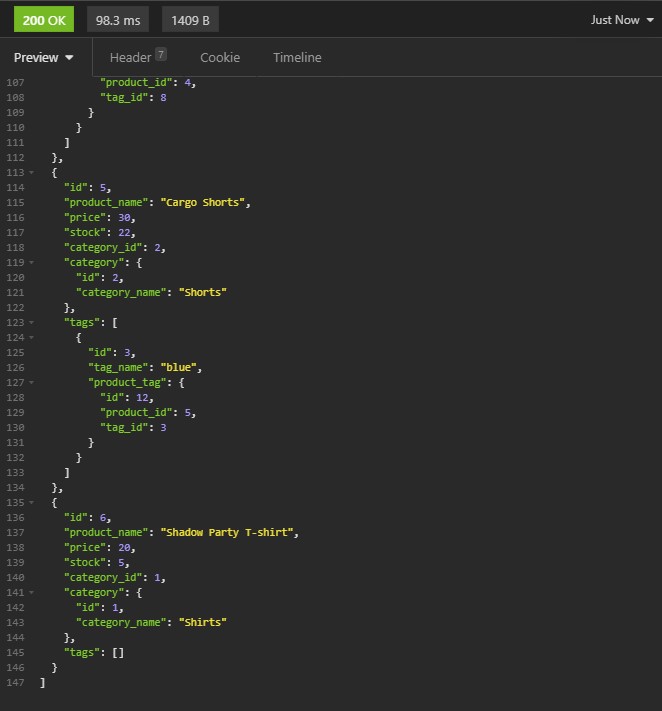 200 OK 98.3 ms 1409 B Just Now
Preview Header 7 Cookie Timeline
107 "product_id": 4,
108 "tag_id": 8
109 }
110 }
111 ]
112 },
113 {
114 "id": 5,
115 "product_name": "Cargo Shorts",
116 "price": 30,
117 "stock": 22,
118 "category_id": 2,
119 "category": {
120 "id": 2,
121 "category_name": "Shorts"
122 },
123 "tags": [
124 {
125 "id": 3,
126 "tag_name": "blue",
127 "product_tag": {
128 "id": 12,
129 "product_id": 5,
130 "tag_id": 3
131 }
132 }
133 ]
134 },
135 {
136 "id": 6,
137 "product_name": "Shadow Party T-shirt",
138 "price": 20,
139 "stock": 5,
140 "category_id": 1,
141 "category": {
142 "id": 1,
143 "category_name": "Shirts"
144 },
145 "tags": []
146 }
147 ]